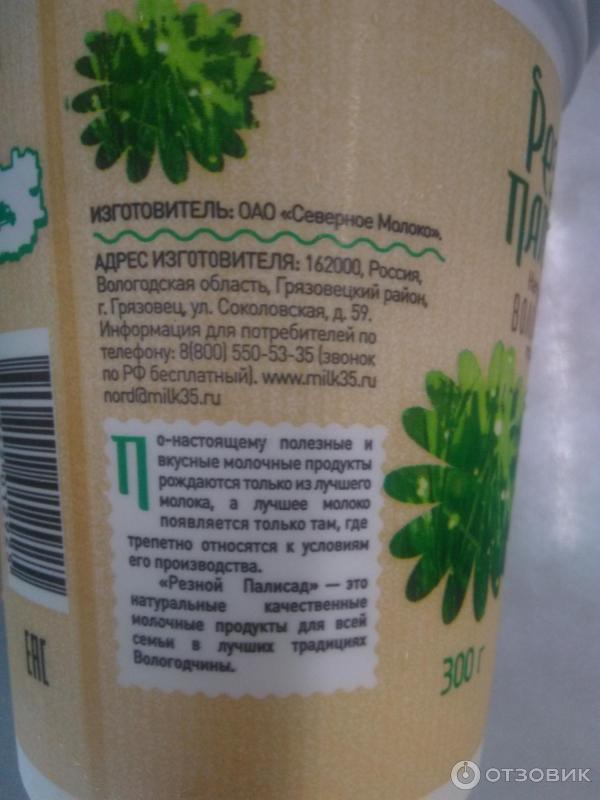 ИЗГОТОВИТЕЛЬ: ОАО «Северное Молоко».
АДРЕС ИЗГОТОВИТЕЛЯ: 162000, Россия,
Вологодская область, Грязовецкий район,
г. Грязовец, ул. Соколовская, д. 59.
Информация для потребителей по
телефону: 8(800) 550-53-35 (звонок
по РФ бесплатный). www.milk35.ru
nord@milk35.ru
По-настоящему полезные и
вкусные молочные продукты
рождаются только из лучшего
молока, а лучшее молоко
появляется только там, где
трепетно относятся к условиям
его производства.
«Резной Палисад» — это
натуральные качественные
молочные продукты для всей
семьи в лучших традициях
Вологодчины.
300 г
EAC
ОТЗОВИК